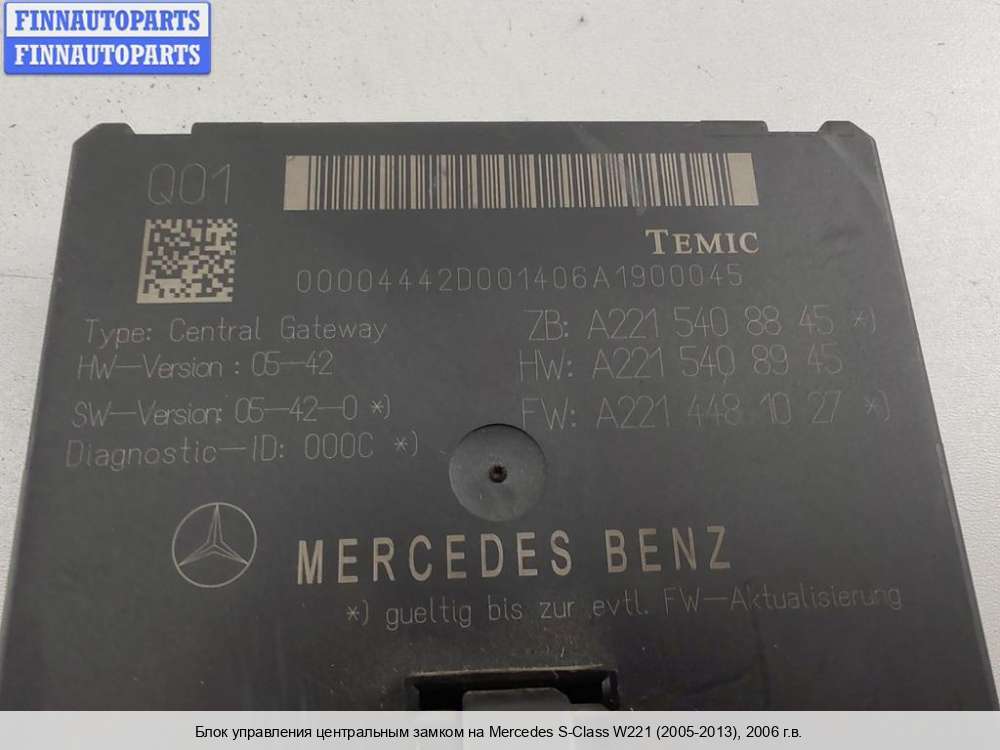 FINNAUTOPARTS
FINNAUTOPARTS
Q01
TEMIC
00004442D001406A1900045
Type: Central Gateway
ZB: A221 540 88 45 *)
HW-Version : 05-42
HW: A221 540 89 45
SW-Version: 05-42-0 *)
FW: A221 448 10 27 *)
Diagnostic-ID: 000C *)
MERCEDES BENZ
*) gueltig bis zur evtl. FW-Aktualisierung
Блок управления центральным замком на Mercedes S-Class W221 (2005-2013), 2006 г.в.